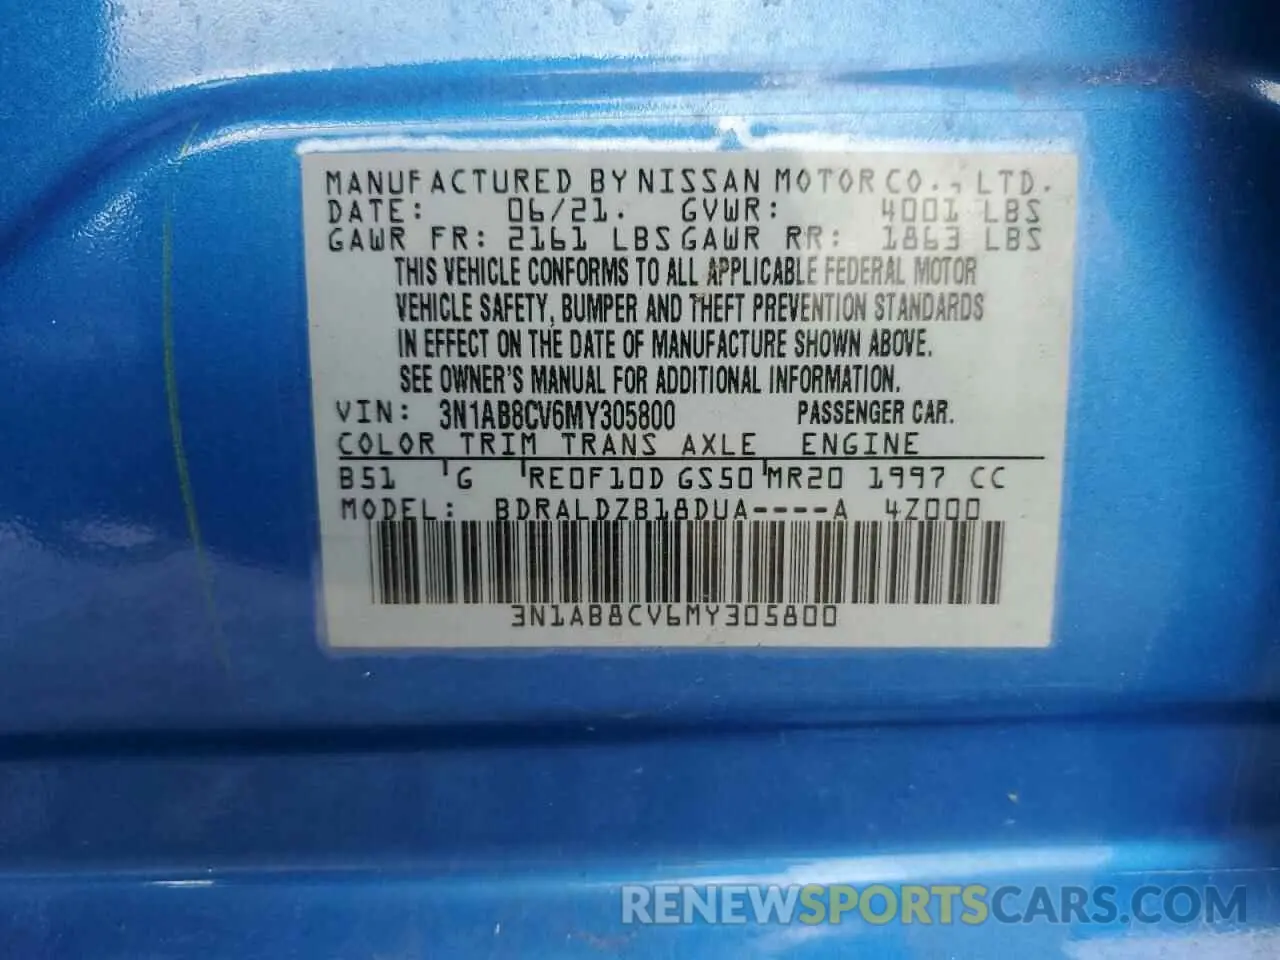 MANUFACTURED BY NISSAN MOTOR CO., LTD.
DATE: 06/21. GVWR: 4001 LBS
GAWR FR: 2161 LBS GAWR RR: 1863 LBS
THIS VEHICLE CONFORMS TO ALL APPLICABLE FEDERAL MOTOR
VEHICLE SAFETY, BUMPER AND THEFT PREVENTION STANDARDS
IN EFFECT ON THE DATE OF MANUFACTURE SHOWN ABOVE.
SEE OWNER'S MANUAL FOR ADDITIONAL INFORMATION.
VIN: 3N1AB8CV6MY305800 PASSENGER CAR.
COLOR TRIM TRANS AXLE ENGINE
B51 G RE0F10D GS50 MR20 1997 CC
MODEL: BDRALDZB18DUA----A 4Z000
3N1AB8CV6MY305800
RENEWSPORTSCARS.COM